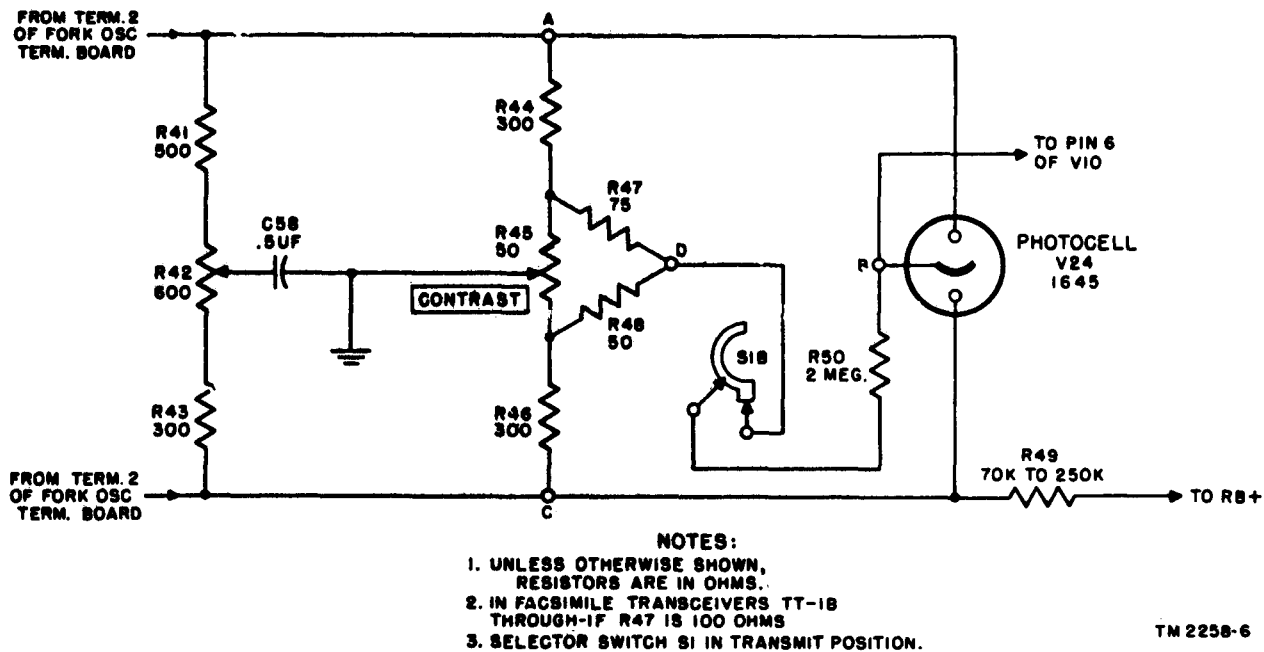 FROM TERM. 2
OF FORK OSC
TERM. BOARD
A
R44
300
R41
500
TO PIN 6
OF V10
R47
75
C58
.5UF
R45
50
D
PHOTOCELL
V24
1645
B
R42
600
CONTRAST
R48
50
S1B
R50
2 MEG.
R43
300
R46
300
R49
70K TO 250K
FROM TERM. 2
OF FORK OSC
TERM. BOARD
C
TO RB+
NOTES:
1. UNLESS OTHERWISE SHOWN,
RESISTORS ARE IN OHMS.
2. IN FACSIMILE TRANSCEIVERS TT-1B
THROUGH-1F R47 IS 100 OHMS
3. SELECTOR SWITCH S1 IN TRANSMIT POSITION.
TM 2258-6